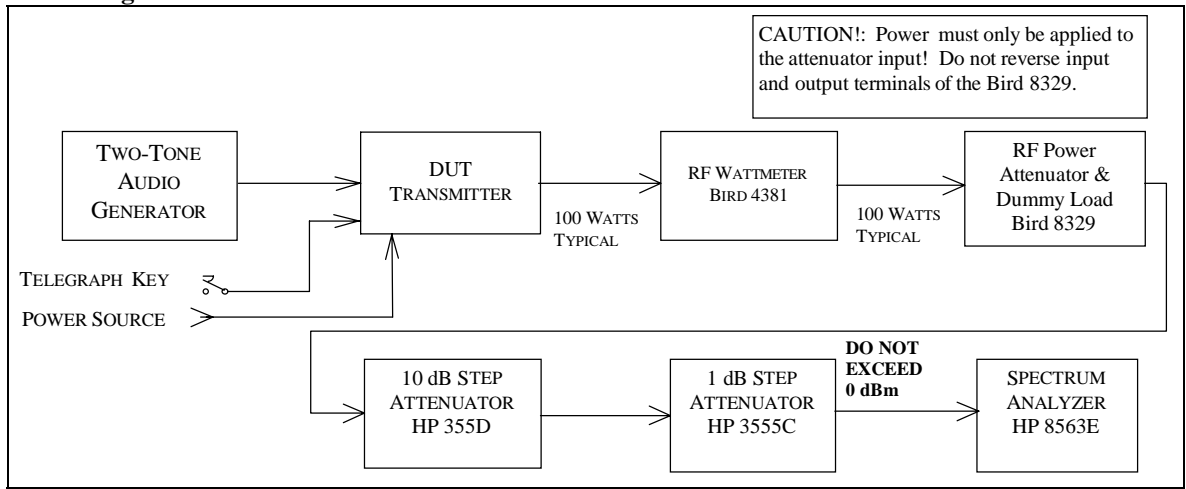 CAUTION!: Power must only be applied to
the attenuator input! Do not reverse input
and output terminals of the Bird 8329.
TWO-TONE
AUDIO
GENERATOR
DUT
TRANSMITTER
RF WATTMETER
BIRD 4381
RF Power
Attenuator &
Dummy Load
Bird 8329
100 WATTS
TYPICAL
100 WATTS
TYPICAL
TELEGRAPH KEY
POWER SOURCE
10 dB STEP
ATTENUATOR
HP 355D
1 dB STEP
ATTENUATOR
HP 3555C
DO NOT
EXCEED
0 dBm
SPECTRUM
ANALYZER
HP 8563E